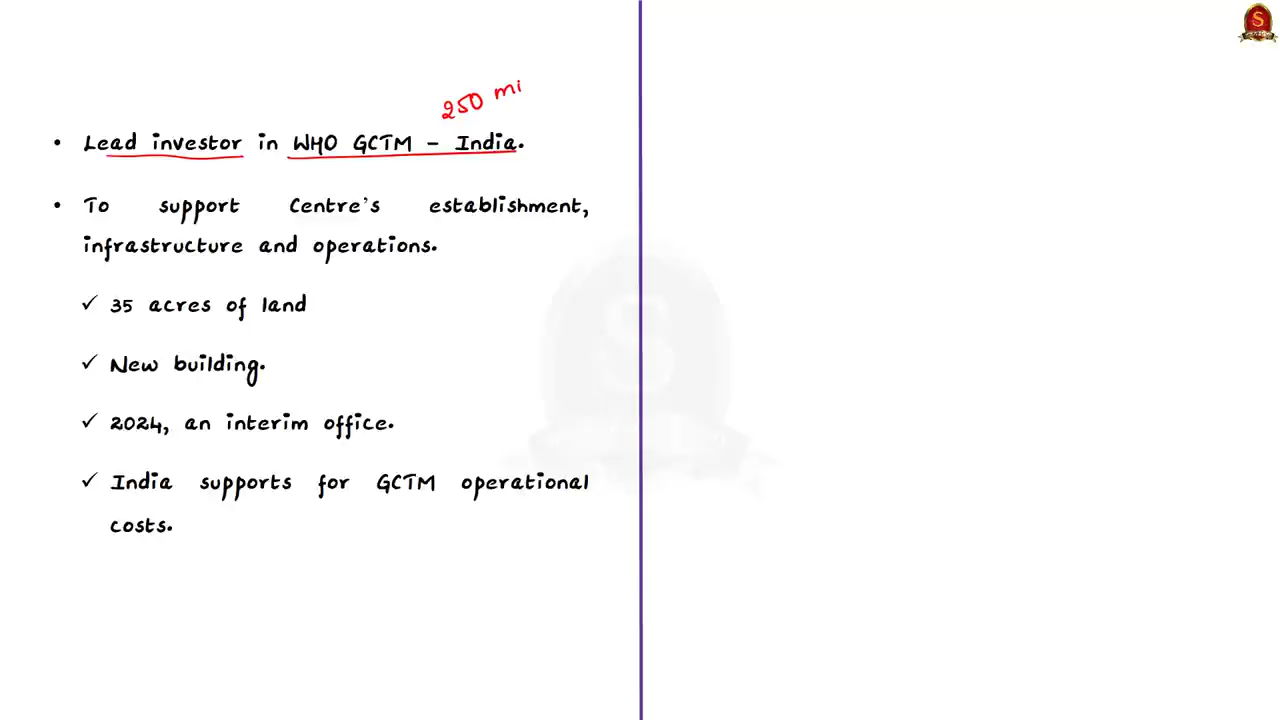 250 mi
• Lead investor in WHO GCTM – India.
• To support Centre's establishment,
infrastructure and operations.
✓ 35 acres of land
✓ New building.
✓ 2024, an interim office.
✓ India supports for GCTM operational
costs.
S
S